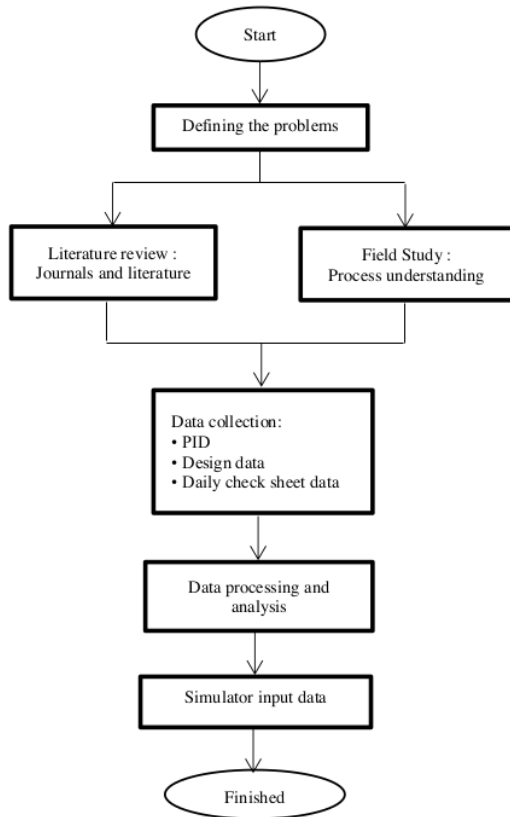 Start
Defining the problems
Literature review :
Journals and literature
Field Study :
Process understanding
Data collection:
• PID
• Design data
• Daily check sheet data
Data processing and
analysis
Simulator input data
Finished